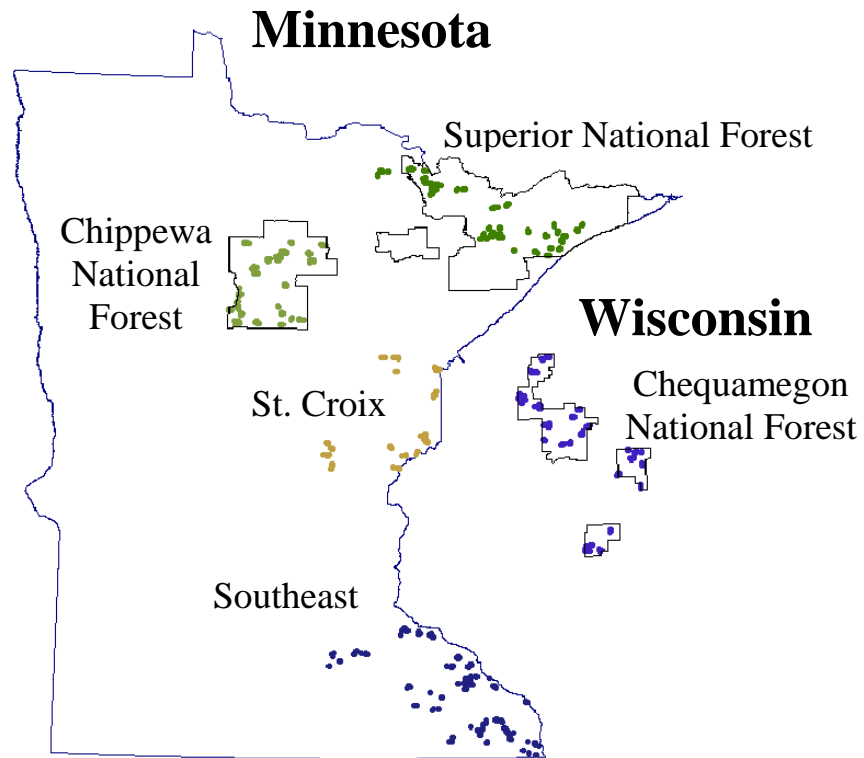 Minnesota
Superior National Forest
Chippewa
National
Forest
Wisconsin
Chequamegon
National Forest
St. Croix
Southeast